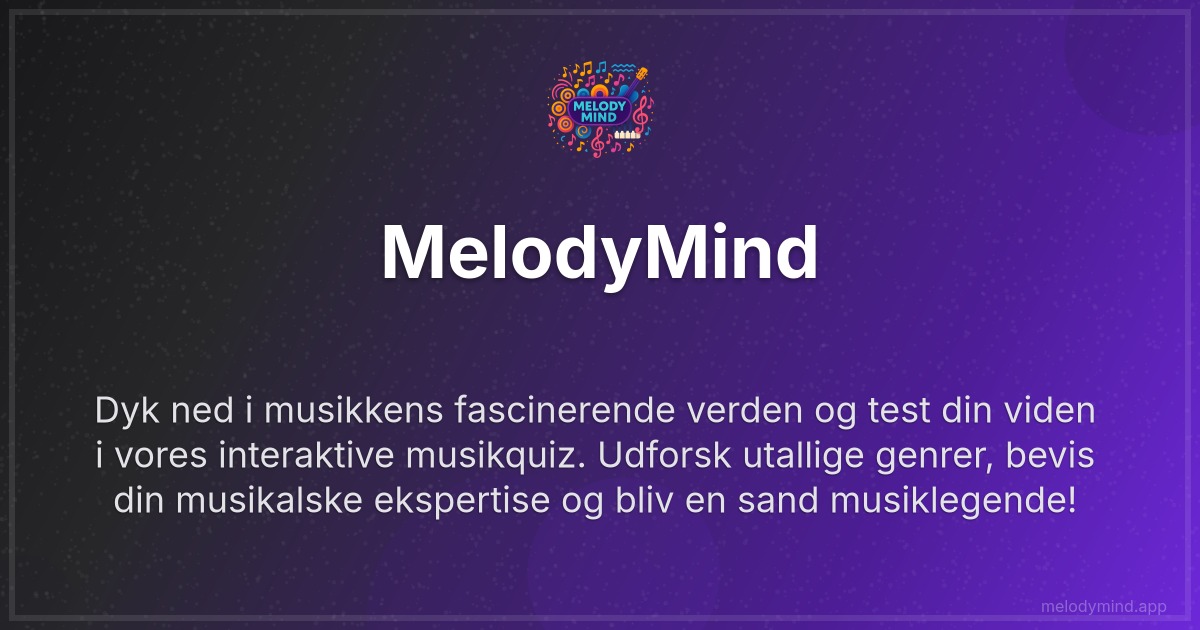 MELODY
MIND
MelodyMind
Dyk ned i musikkens fascinerende verden og test din viden
i vores interaktive musikquiz. Udforsk utallige genrer, bevis
din musikalske ekspertise og bliv en sand musiklegende!
melodymind.app